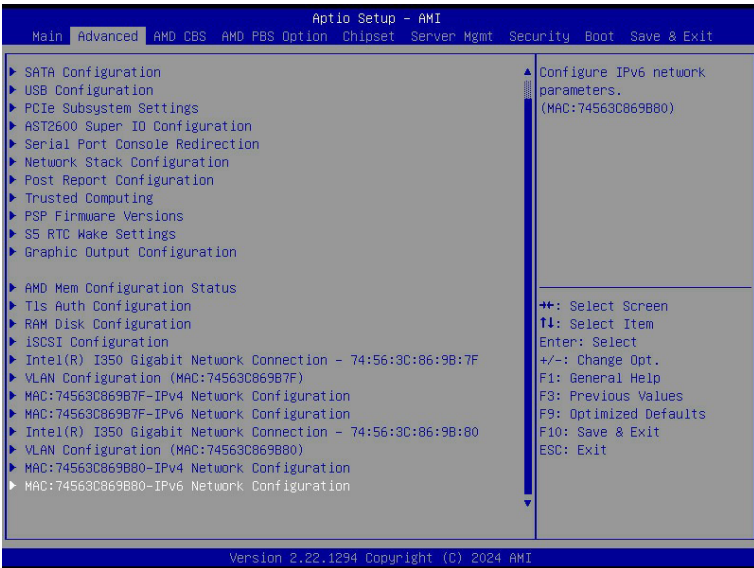 Aptio Setup - AMI
Main Advanced AMD CBS AMD PBS Option Chipset Server Mgmt Security Boot Save & Exit
▶ SATA Configuration
▶ USB Configuration
▶ PCIe Subsystem Settings
▶ AST2600 Super IO Configuration
▶ Serial Port Console Redirection
▶ Network Stack Configuration
▶ Post Report Configuration
▶ Trusted Computing
▶ PSP Firmware Versions
▶ S5 RTC Wake Settings
▶ Graphic Output Configuration
▶ AMD Mem Configuration Status
▶ Tls Auth Configuration
▶ RAM Disk Configuration
▶ iSCSI Configuration
▶ Intel(R) I350 Gigabit Network Connection - 74:56:3C:86:9B:7F
▶ VLAN Configuration (MAC:74563C869B7F)
▶ MAC:74563C869B7F-IPv4 Network Configuration
▶ MAC:74563C869B7F-IPv6 Network Configuration
▶ Intel(R) I350 Gigabit Network Connection - 74:56:3C:86:9B:80
▶ VLAN Configuration (MAC:74563C869B80)
▶ MAC:74563C869B80-IPv4 Network Configuration
▶ MAC:74563C869B80-IPv6 Network Configuration
Configure IPv6 network
parameters.
(MAC:74563C869B80)
→←: Select Screen
↑↓: Select Item
Enter: Select
+/-: Change Opt.
F1: General Help
F3: Previous Values
F9: Optimized Defaults
F10: Save & Exit
ESC: Exit
Version 2.22.1294 Copyright (C) 2024 AMI